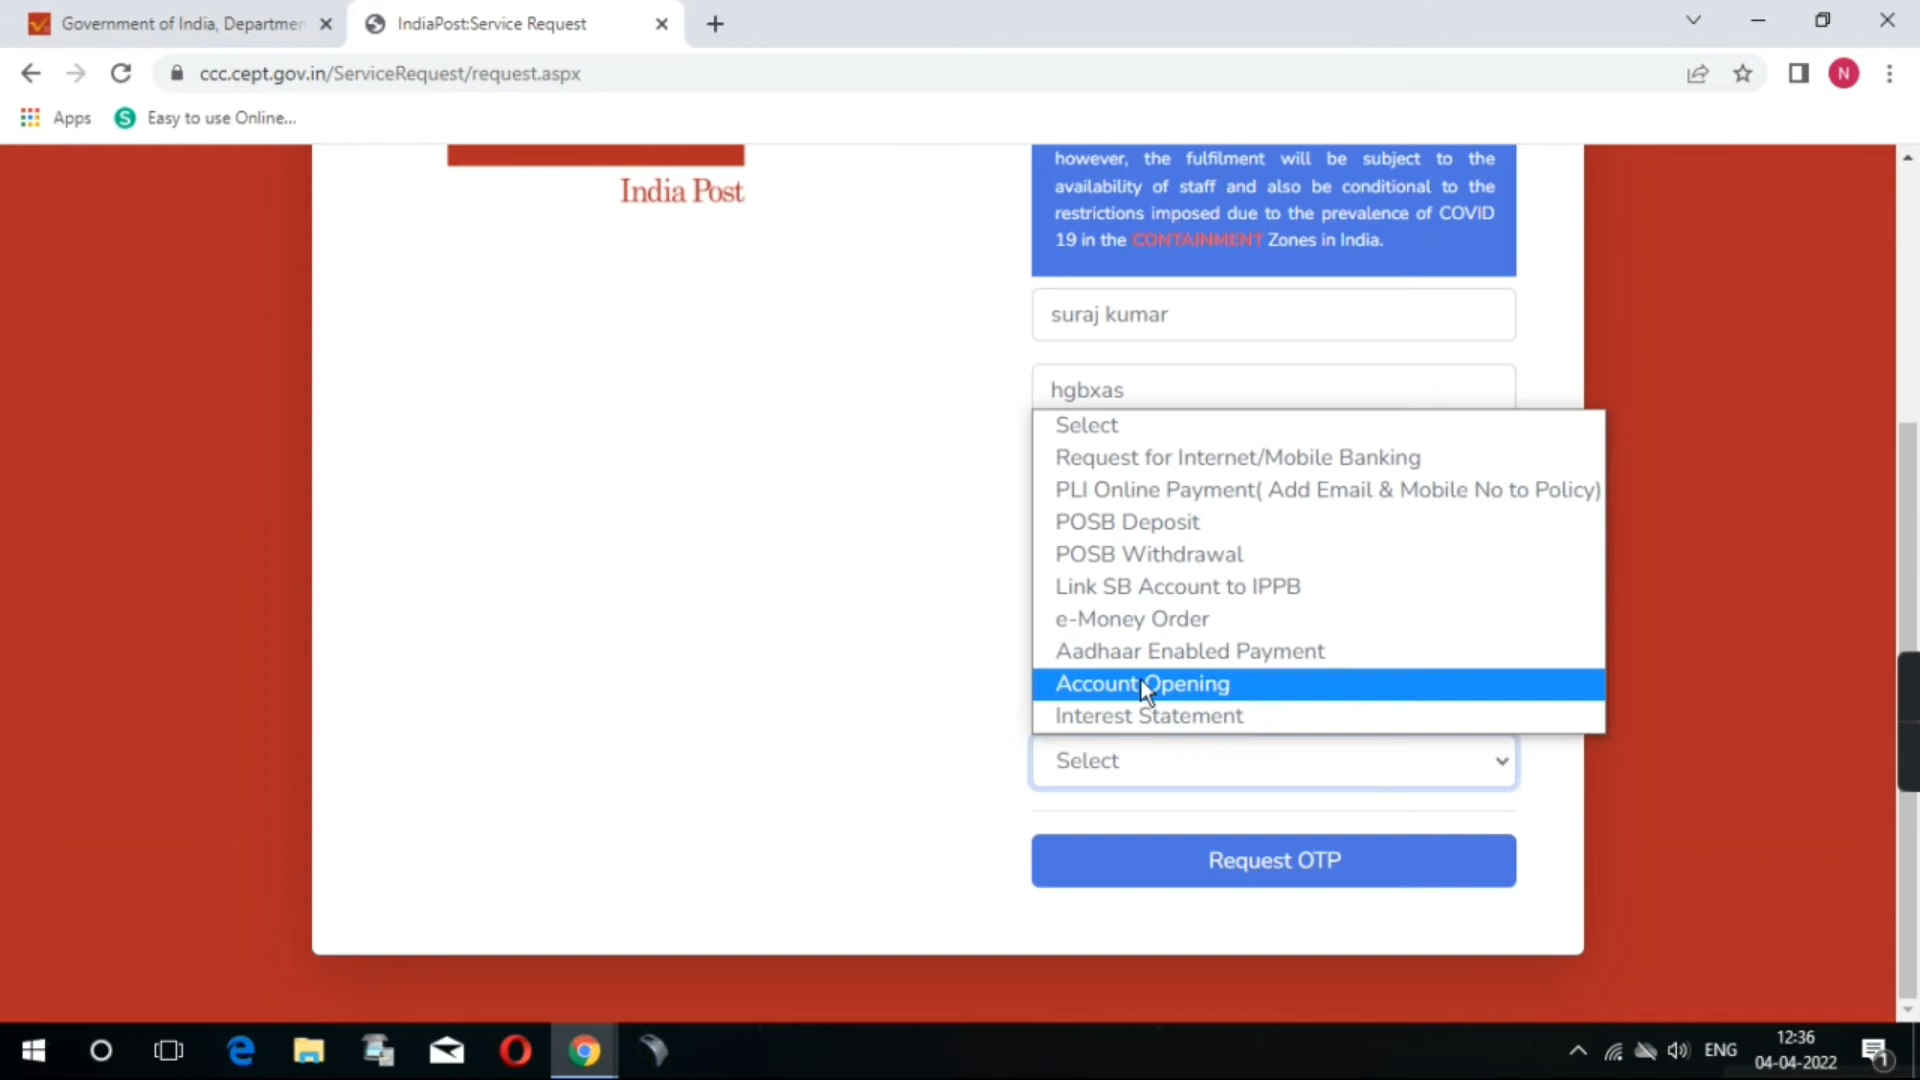 Government of India, Departmen
IndiaPost:Service Request
ccc.cept.gov.in/ServiceRequest/request.aspx
N
Apps
S
Easy to use Online...
India Post
however, the fulfilment will be subject to the
availability of staff and also be conditional to the
restrictions imposed due to the prevalence of COVID
19 in the CONTAINMENT Zones in India.
suraj kumar
hgbxas
Select
Request for Internet/Mobile Banking
PLI Online Payment( Add Email & Mobile No to Policy)
POSB Deposit
POSB Withdrawal
Link SB Account to IPPB
e-Money Order
Aadhaar Enabled Payment
Account Opening
Interest Statement
Select
Request OTP
ENG
12:36
04-04-2022
1